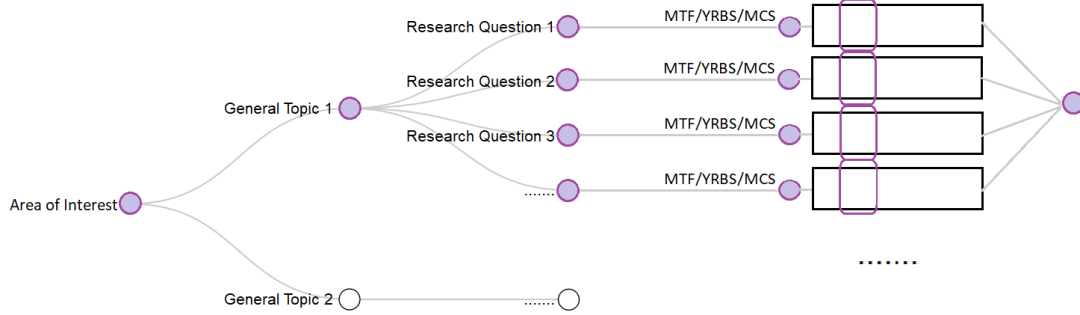 Research Question 1
MTF/YRBS/MCS
Research Question 2
MTF/YRBS/MCS
General Topic 1
Research Question 3
MTF/YRBS/MCS
.......
MTF/YRBS/MCS
Area of Interest
.......
General Topic 2
.......